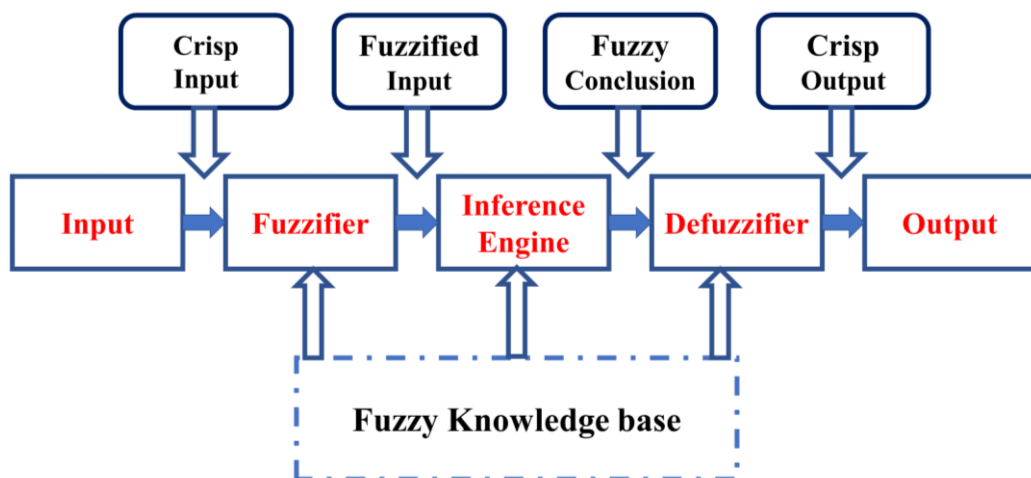 Crisp
Input
Fuzzified
Input
Fuzzy
Conclusion
Crisp
Output
Input
Fuzzifier
Inference
Engine
Defuzzifier
Output
Fuzzy Knowledge base